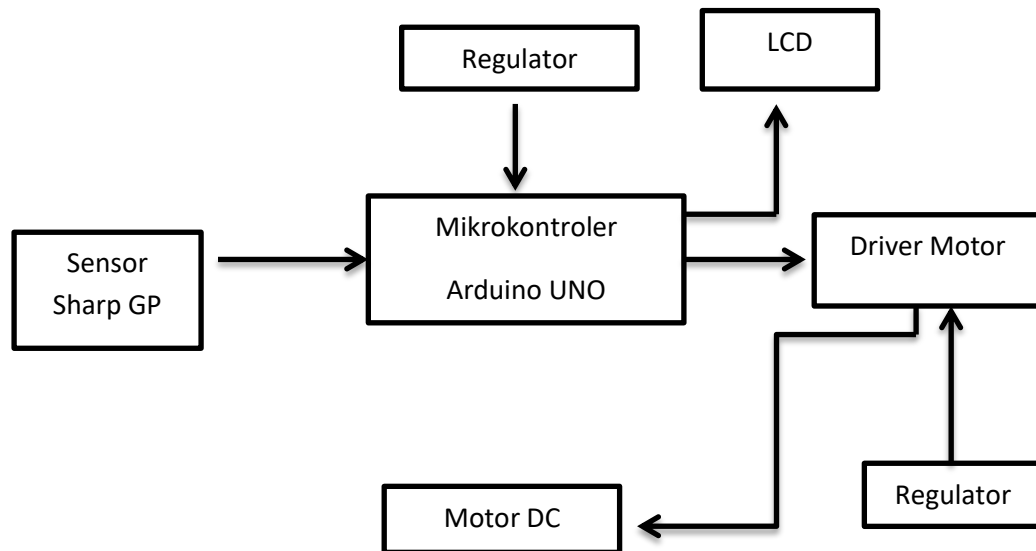 LCD
Regulator
Mikrokontroler
Arduino UNO
Driver Motor
Sensor
Sharp GP
Regulator
Motor DC